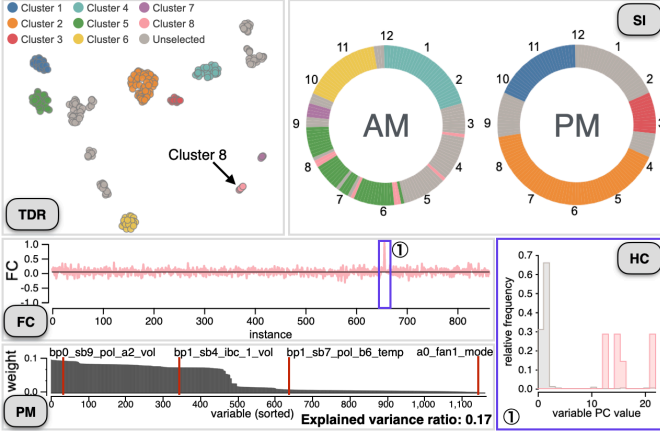 Cluster 1 Cluster 4 Cluster 7
Cluster 2 Cluster 5 Cluster 8
Cluster 3 Cluster 6 Unselected
Cluster 8
TDR
SI
12
11 1
10 2
AM
9 3
8 4
7 5
6
12
11 1
10 2
PM
9 3
8 4
7 5
6
FC
1.0
0.5
0.0
-0.5
-1.0
①
0 100 200 300 400 500 600 700 800
instance
FC
weight
0.1
0.0
bp0_sb9_pol_a2_vol bp1_sb4_ibc_1_vol bp1_sb7_pol_b6_temp a0_fan1_mode
0 100 200 300 400 500 600 700 800 900 1,000 1,100
variable (sorted)
Explained variance ratio: 0.17
PM
HC
relative frequency
0.7
0.6
0.5
0.4
0.3
0.2
0.1
0.0
0 10 20
variable PC value
①